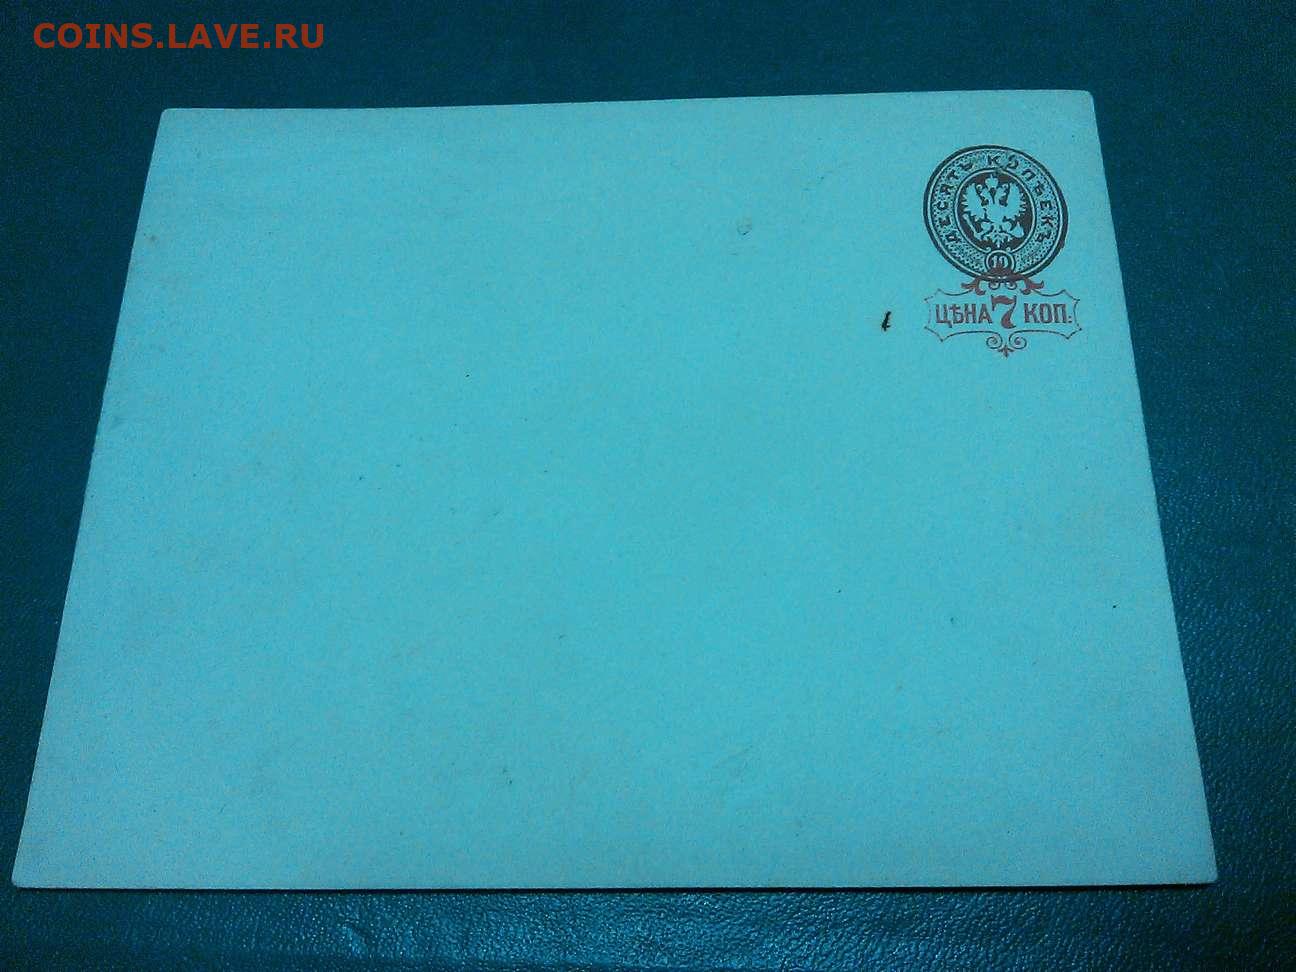 COINS.LAVE.RU
ДЕСЯТЬ КОПѢЕКЪ
10
ЦѢНА 7 КОП: